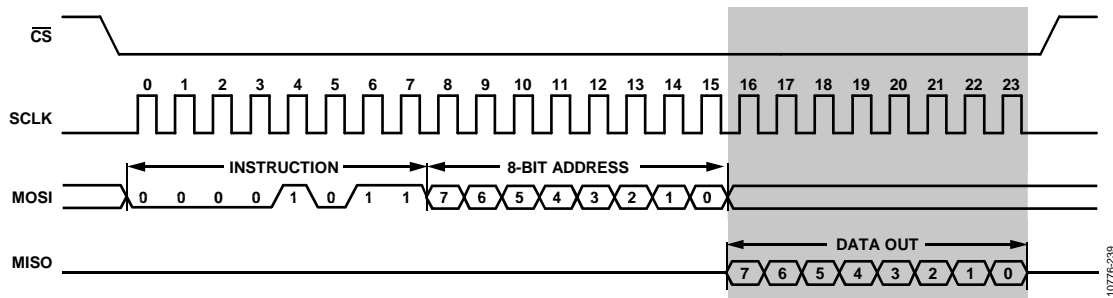 CS
0 1 2 3 4 5 6 7 8 9 10 11 12 13 14 15 16 17 18 19 20 21 22 23
SCLK
INSTRUCTION 8-BIT ADDRESS
MOSI 0 0 0 0 1 0 1 1 7 6 5 4 3 2 1 0
DATA OUT
MISO 7 6 5 4 3 2 1 0
10776-239